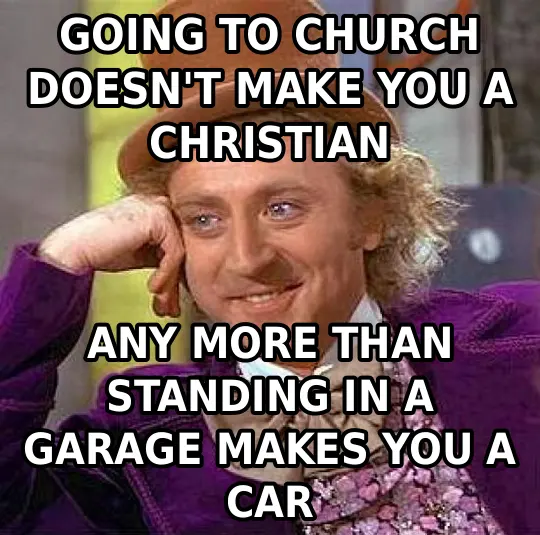 GOING TO CHURCH
DOESN'T MAKE YOU A
CHRISTIAN
ANY MORE THAN
STANDING IN A
GARAGE MAKES YOU A
CAR